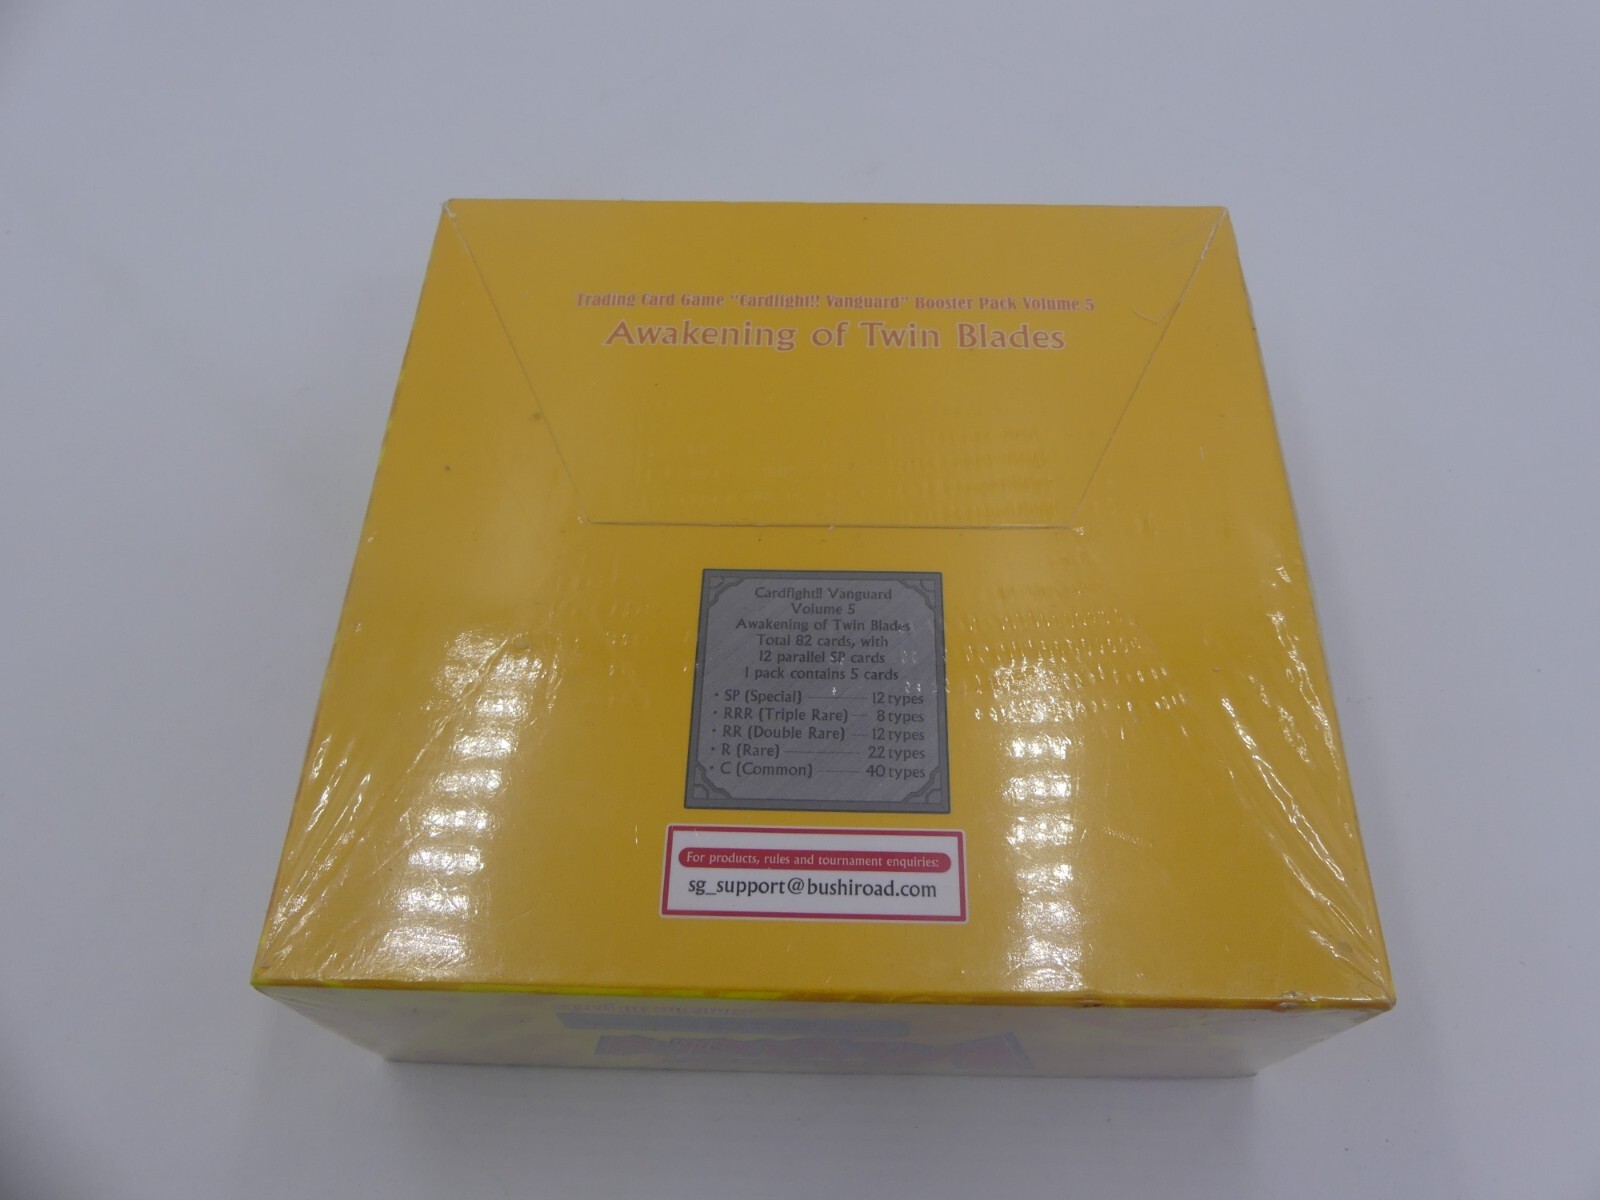 Trading Card Game "Cardfight!! Vanguard" Booster Pack Volume 5
Awakening of Twin Blades
Cardfight!! Vanguard
Volume 5
Awakening of Twin Blades
Total 82 cards, with
12 parallel SP cards
1 pack contains 5 cards
・SP (Special) 12 types
・RRR (Triple Rare) 8 types
・RR (Double Rare) 12 types
・R (Rare) 22 types
・C (Common) 40 types
For products, rules and tournament enquiries:
sg_support@bushiroad.com